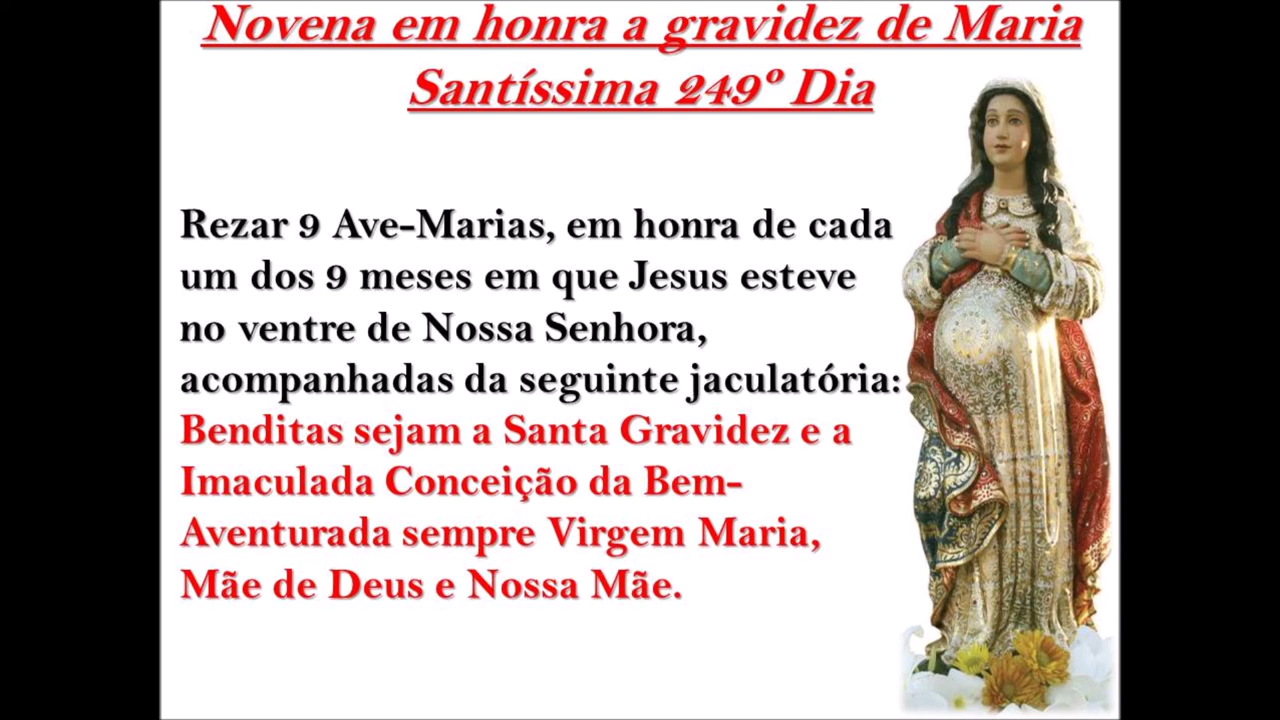 Novena em honra a gravidez de Maria
Santíssima 249º Dia
Rezar 9 Ave-Marias, em honra de cada
um dos 9 meses em que Jesus esteve
no ventre de Nossa Senhora,
acompanhadas da seguinte jaculatória:
Benditas sejam a Santa Gravidez e a
Imaculada Conceição da Bem-
Aventurada sempre Virgem Maria,
Mãe de Deus e Nossa Mãe.